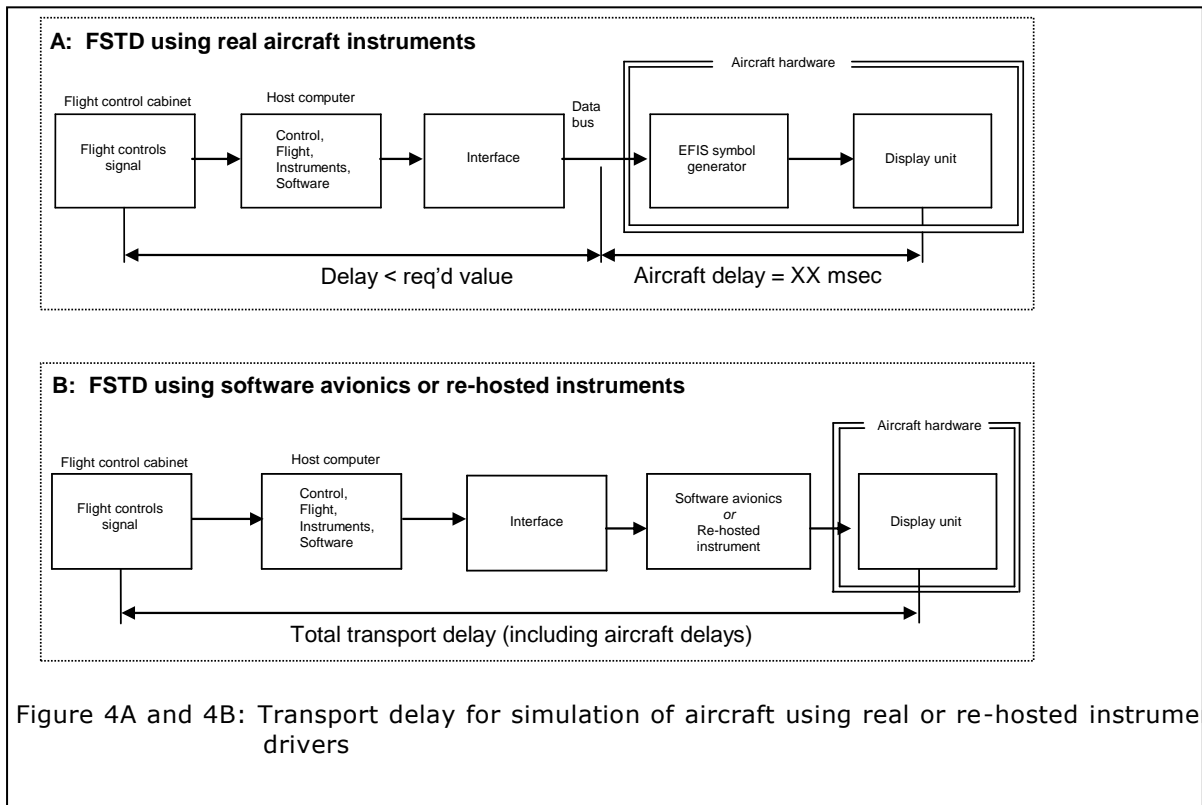 A: FSTD using real aircraft instruments
Aircraft hardware
Flight control cabinet
Host computer
Data
bus
Flight controls
signal
Control,
Flight,
Instruments,
Software
Interface
EFIS symbol
generator
Display unit
Delay < req'd value
Aircraft delay = XX msec
B: FSTD using software avionics or re-hosted instruments
Aircraft hardware
Flight control cabinet
Host computer
Flight controls
signal
Control,
Flight,
Instruments,
Software
Interface
Software avionics
or
Re-hosted
instrument
Display unit
Total transport delay (including aircraft delays)
Figure 4A and 4B: Transport delay for simulation of aircraft using real or re-hosted instrume
drivers